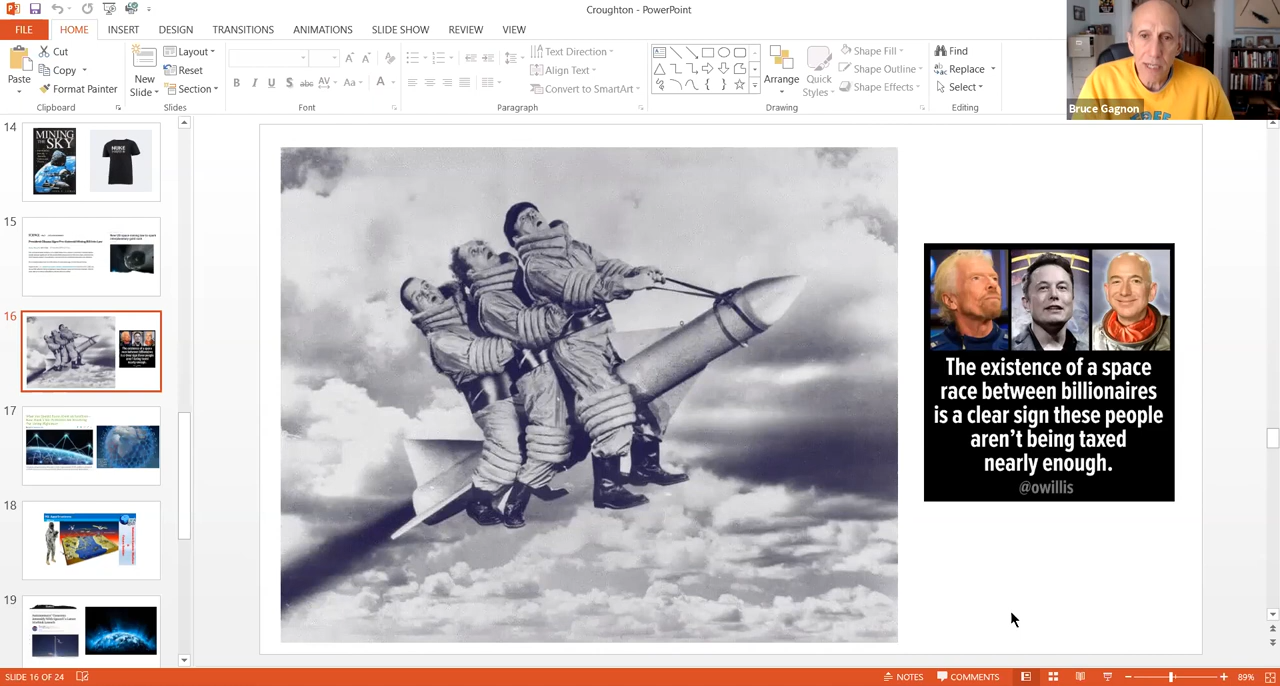 Croughton - PowerPoint
FILE HOME INSERT DESIGN TRANSITIONS ANIMATIONS SLIDE SHOW REVIEW VIEW
Paste
Cut
Copy
Format Painter
Clipboard
New
Slide
Layout
Reset
Section
Slides
B I U S abc AV Aa A
Font
Text Direction
Align Text
Convert to SmartArt
Paragraph
Arrange
Quick
Styles
Shape Fill
Shape Outline
Shape Effects
Drawing
Find
Replace
Select
Editing
Bruce Gagnon
14
MINING
THE
SKY
NUKE
15
16
17
18
19
The existence of a space
race between billionaires
is a clear sign these people
aren't being taxed
nearly enough.
@owillis
SLIDE 16 OF 24
NOTES
COMMENTS
89%